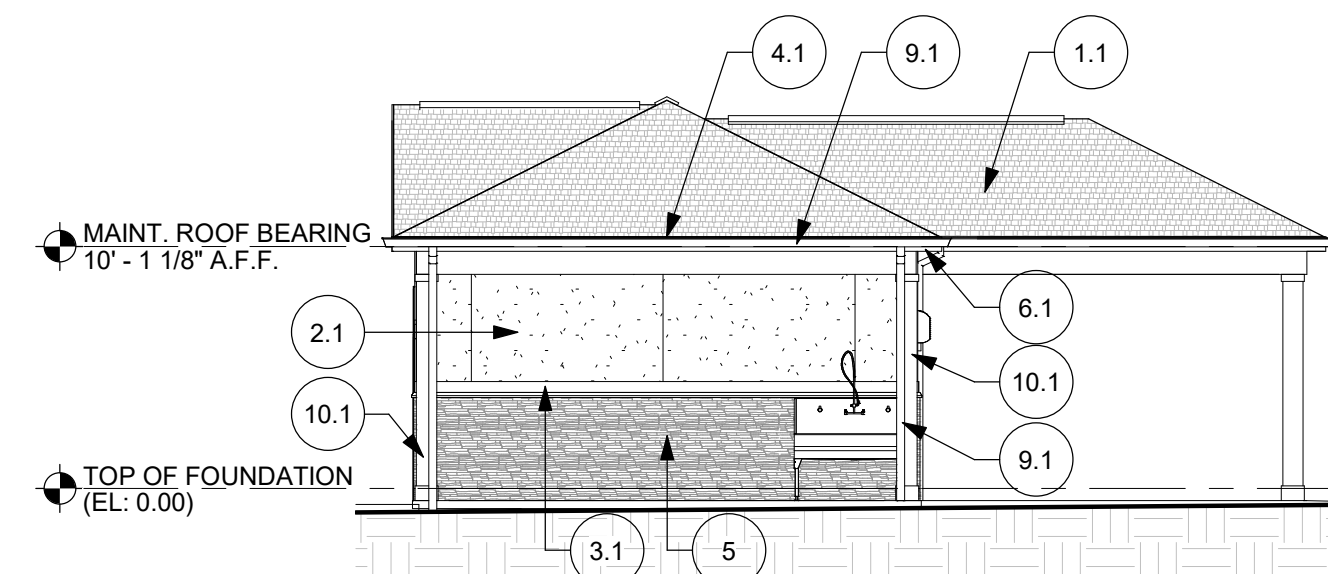 4.1
9.1
1.1
MAINT. ROOF BEARING
10' - 1 1/8" A.F.F.
6.1
2.1
10.1
10.1
9.1
TOP OF FOUNDATION
(EL: 0.00)
3.1
5